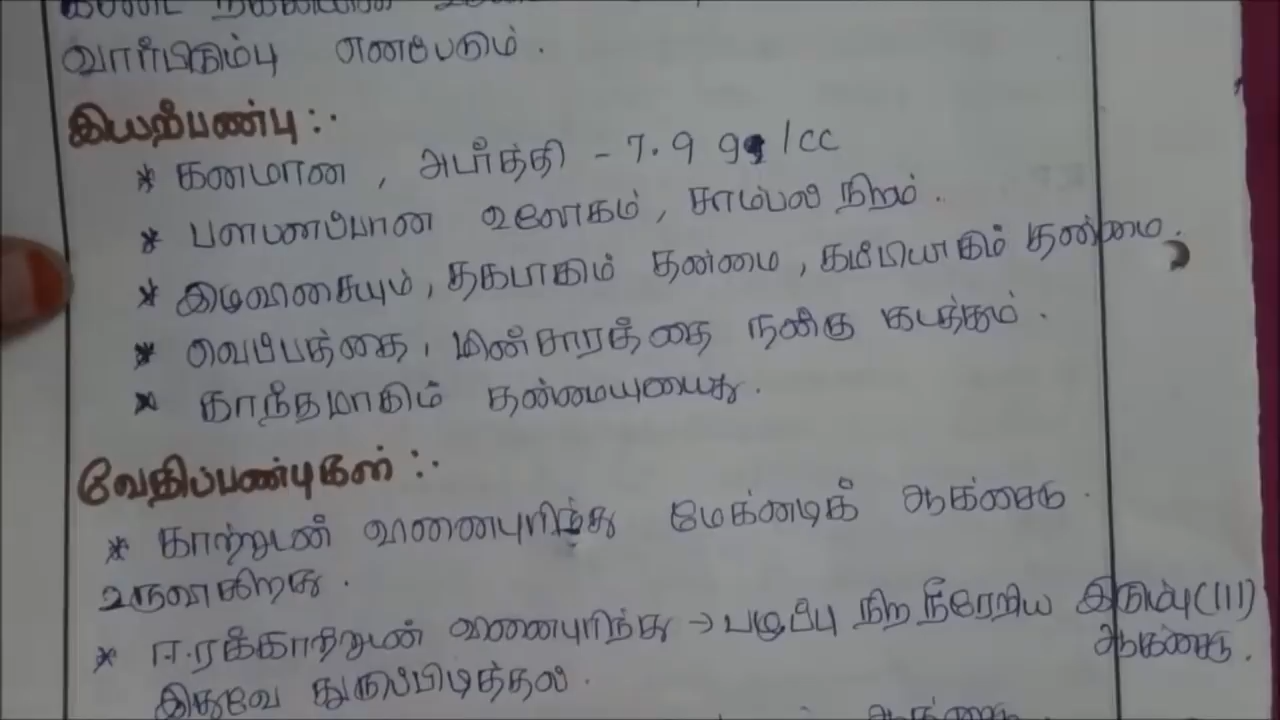 வார்ப்பிரும்பு எனப்படும்.
இயற்பண்பு :-
* கனமான , அடர்த்தி - 7.9 g /cc
* பளபளப்பான உலோகம் , சாம்பல் நிறம் .
* இழுவிசையும் , தகடாகும் தன்மை , கம்பியாகும் தன்மை .
* வெப்பத்தை , மின்சாரத்தை நன்கு கடத்தும் .
* காந்தமாகும் தன்மையுடையது .
வேதிப்பண்புகள் :-
* காற்றுடன் வினைபுரிந்து மேக்னடிக் ஆக்சைடு
உருவாகிறது .
* ஈரக்காற்றுடன் வினைபுரிந்து → பழுப்பு நிற நீரேறிய இரும்பு (III)
ஆக்சைடு .
இதுவே துருப்பிடித்தல் .
ஆக்சைடு